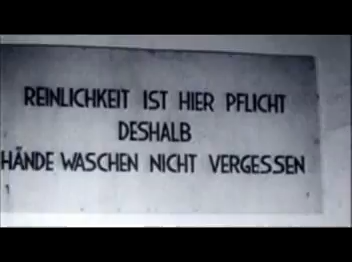 REINLICHKEIT IST HIER PFLICHT
DESHALB
HÄNDE WASCHEN NICHT VERGESSEN